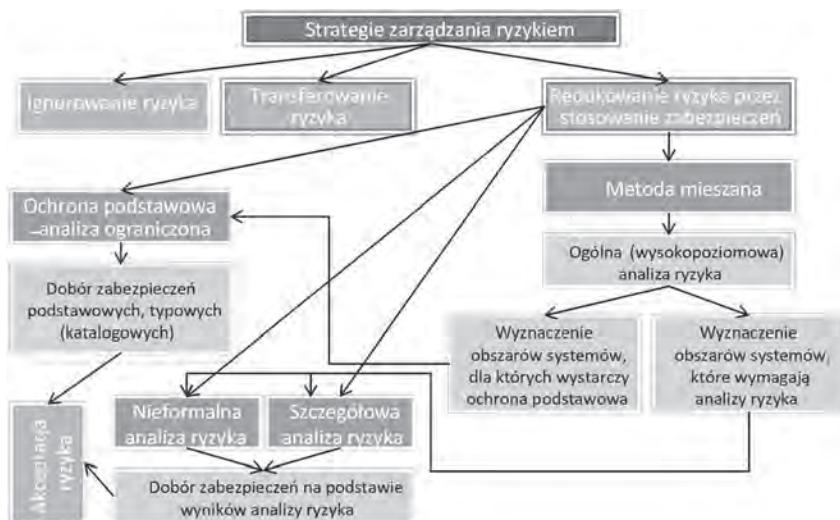 Strategie zarządzania ryzykiem
Ignorowanie ryzyka
Transferowanie
ryzyka
Redukowanie ryzyka przez
stosowanie zabezpieczeń
Metoda mieszana
Ochrona podstawowa
–analiza ograniczona
Ogólna (wysokopoziomowa)
analiza ryzyka
Dobór zabezpieczeń
podstawowych, typowych
(katalogowych)
Wyznaczenie
obszarów systemów,
dla których wystarczy
ochrona podstawowa
Wyznaczenie
obszarów systemów,
które wymagają
analizy ryzyka
Nieformalna
analiza ryzyka
Szczegółowa
analiza ryzyka
Akceptacja
ryzyka
Dobór zabezpieczeń na podstawie
wyników analizy ryzyka